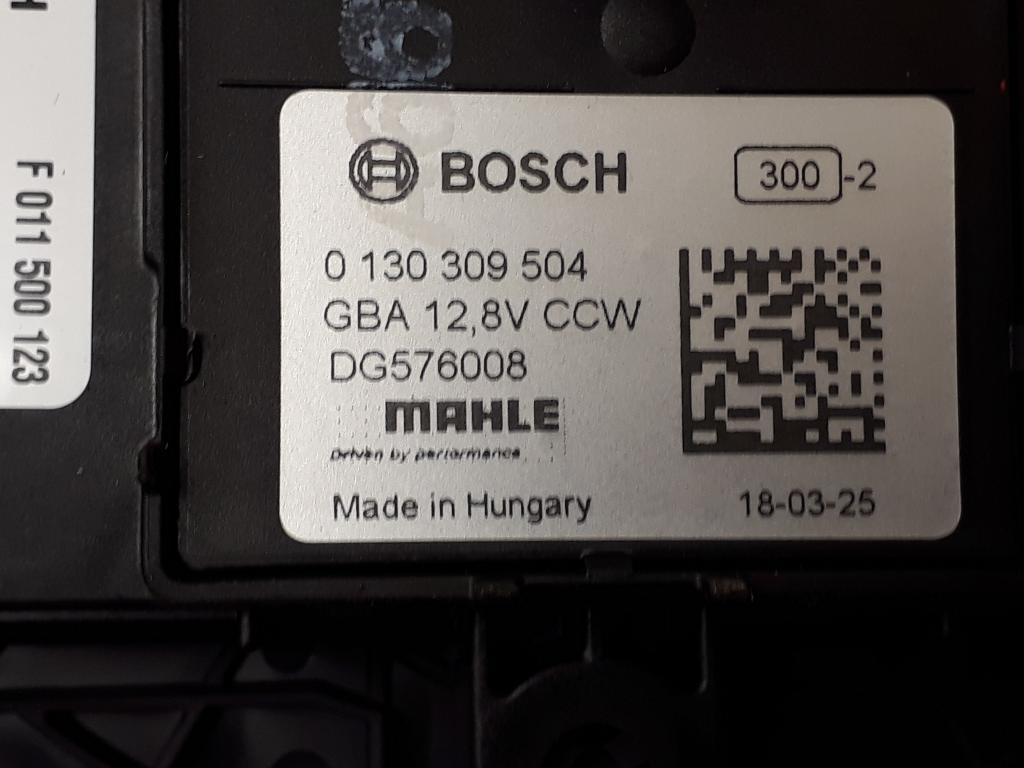 F 011 500 123
BOSCH
300-2
0 130 309 504
GBA 12,8V CCW
DG576008
MAHLE
Driven by performance
Made in Hungary
18-03-25